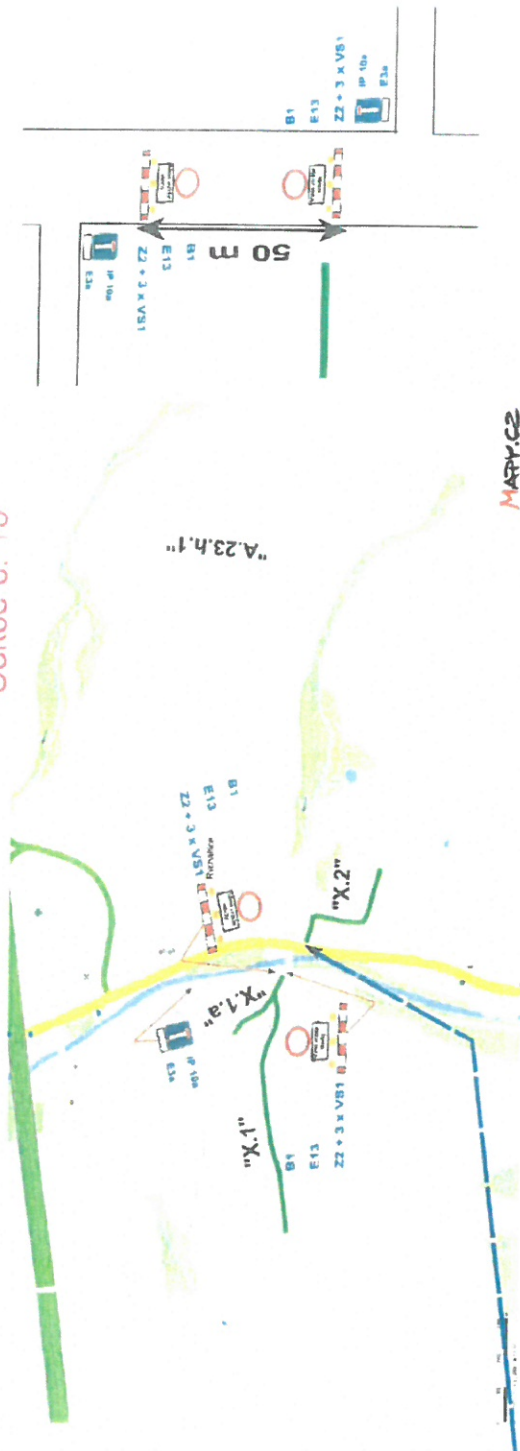 E3a
IP 10a
Z2 + 3 x VS1
E13
B1
50 m
B1
E13
Z2 + 3 x VS1
IP 10a
E3a
"A.23.h.1"
MAPY.CZ
Z2 + 3 x VS1
E13
B1
E3a
IP 10a
"X.1.a"
"X.1"
"X.2"
B1
E13
Z2 + 3 x VS1